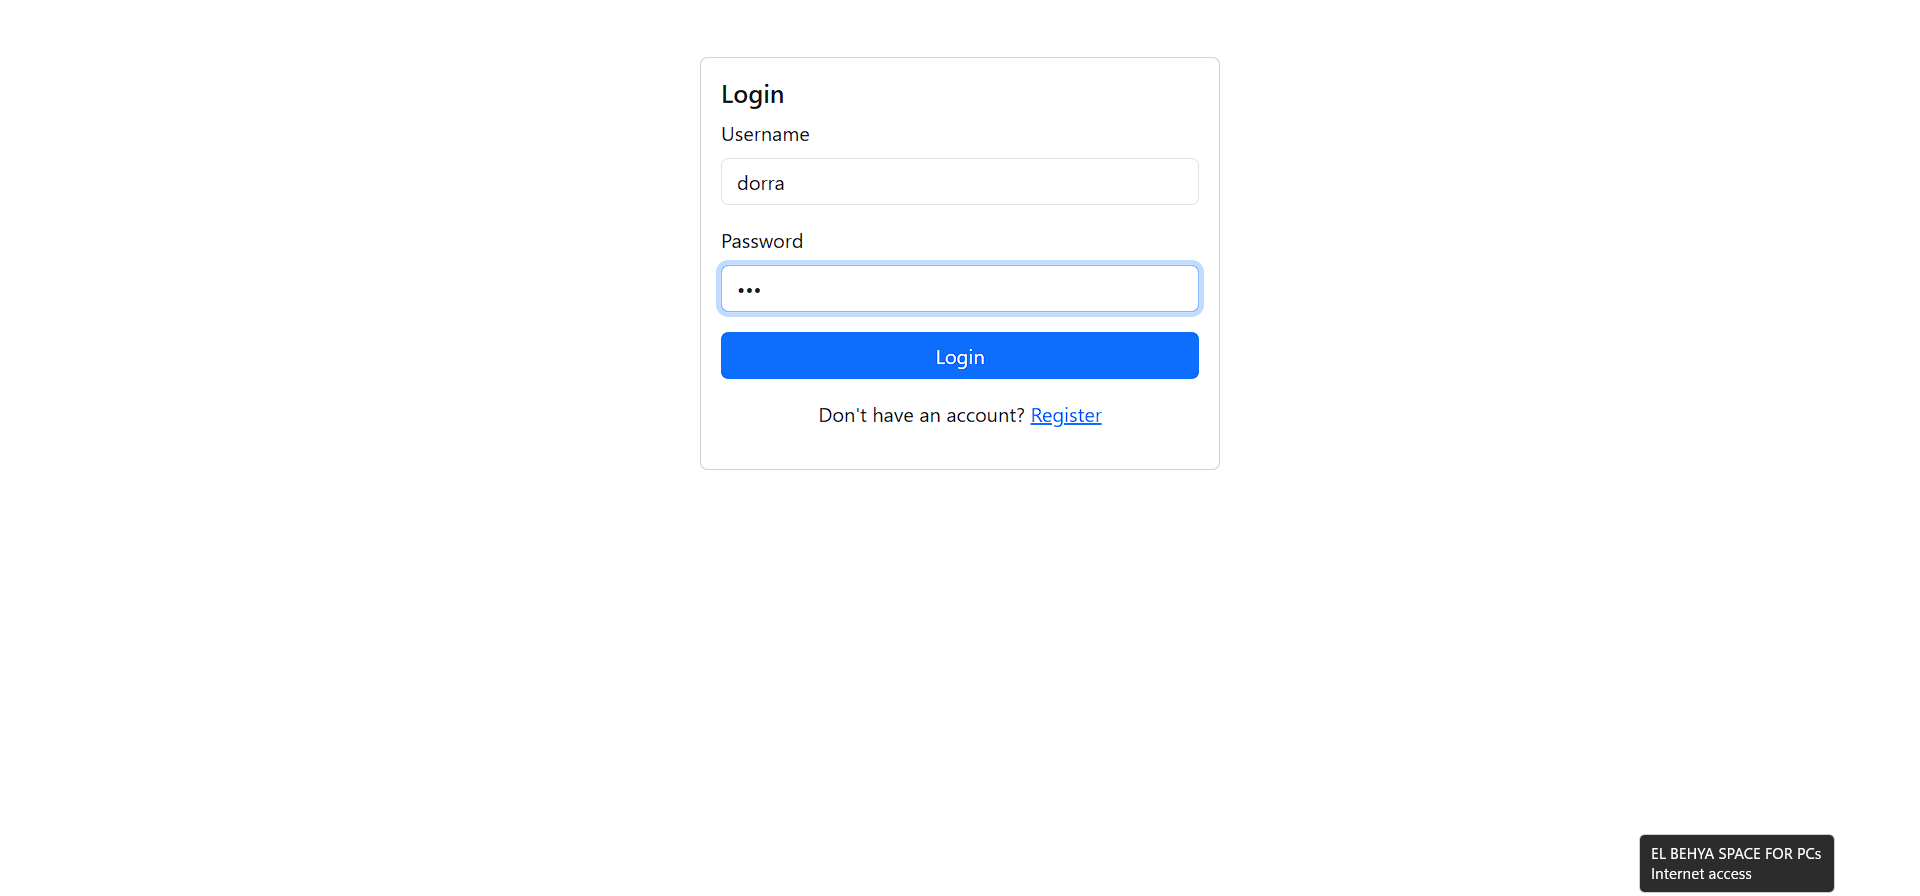 Login
Username
dorra
Password
•••
Login
Don't have an account? Register
EL BEHYA SPACE FOR PCs
Internet access